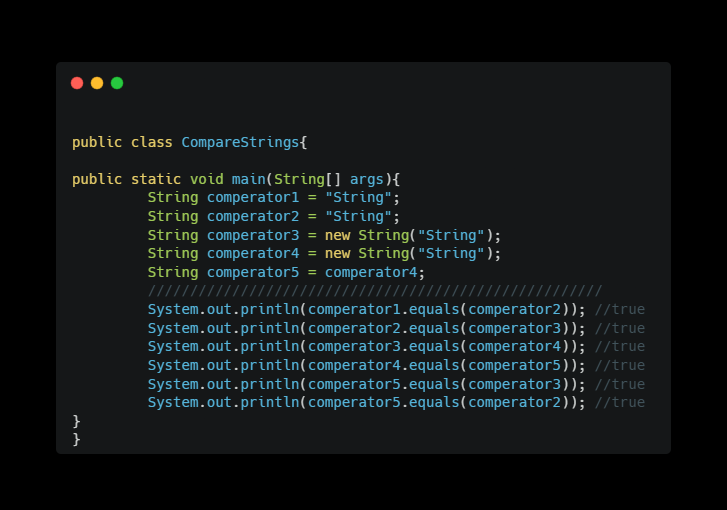 public class CompareStrings{
public static void main(String[] args){
String comperator1 = "String";
String comperator2 = "String";
String comperator3 = new String("String");
String comperator4 = new String("String");
String comperator5 = comperator4;
//////////////////////////////////////////////////////
System.out.println(comperator1.equals(comperator2)); //true
System.out.println(comperator2.equals(comperator3)); //true
System.out.println(comperator3.equals(comperator4)); //true
System.out.println(comperator4.equals(comperator5)); //true
System.out.println(comperator5.equals(comperator3)); //true
System.out.println(comperator5.equals(comperator2)); //true
}
}